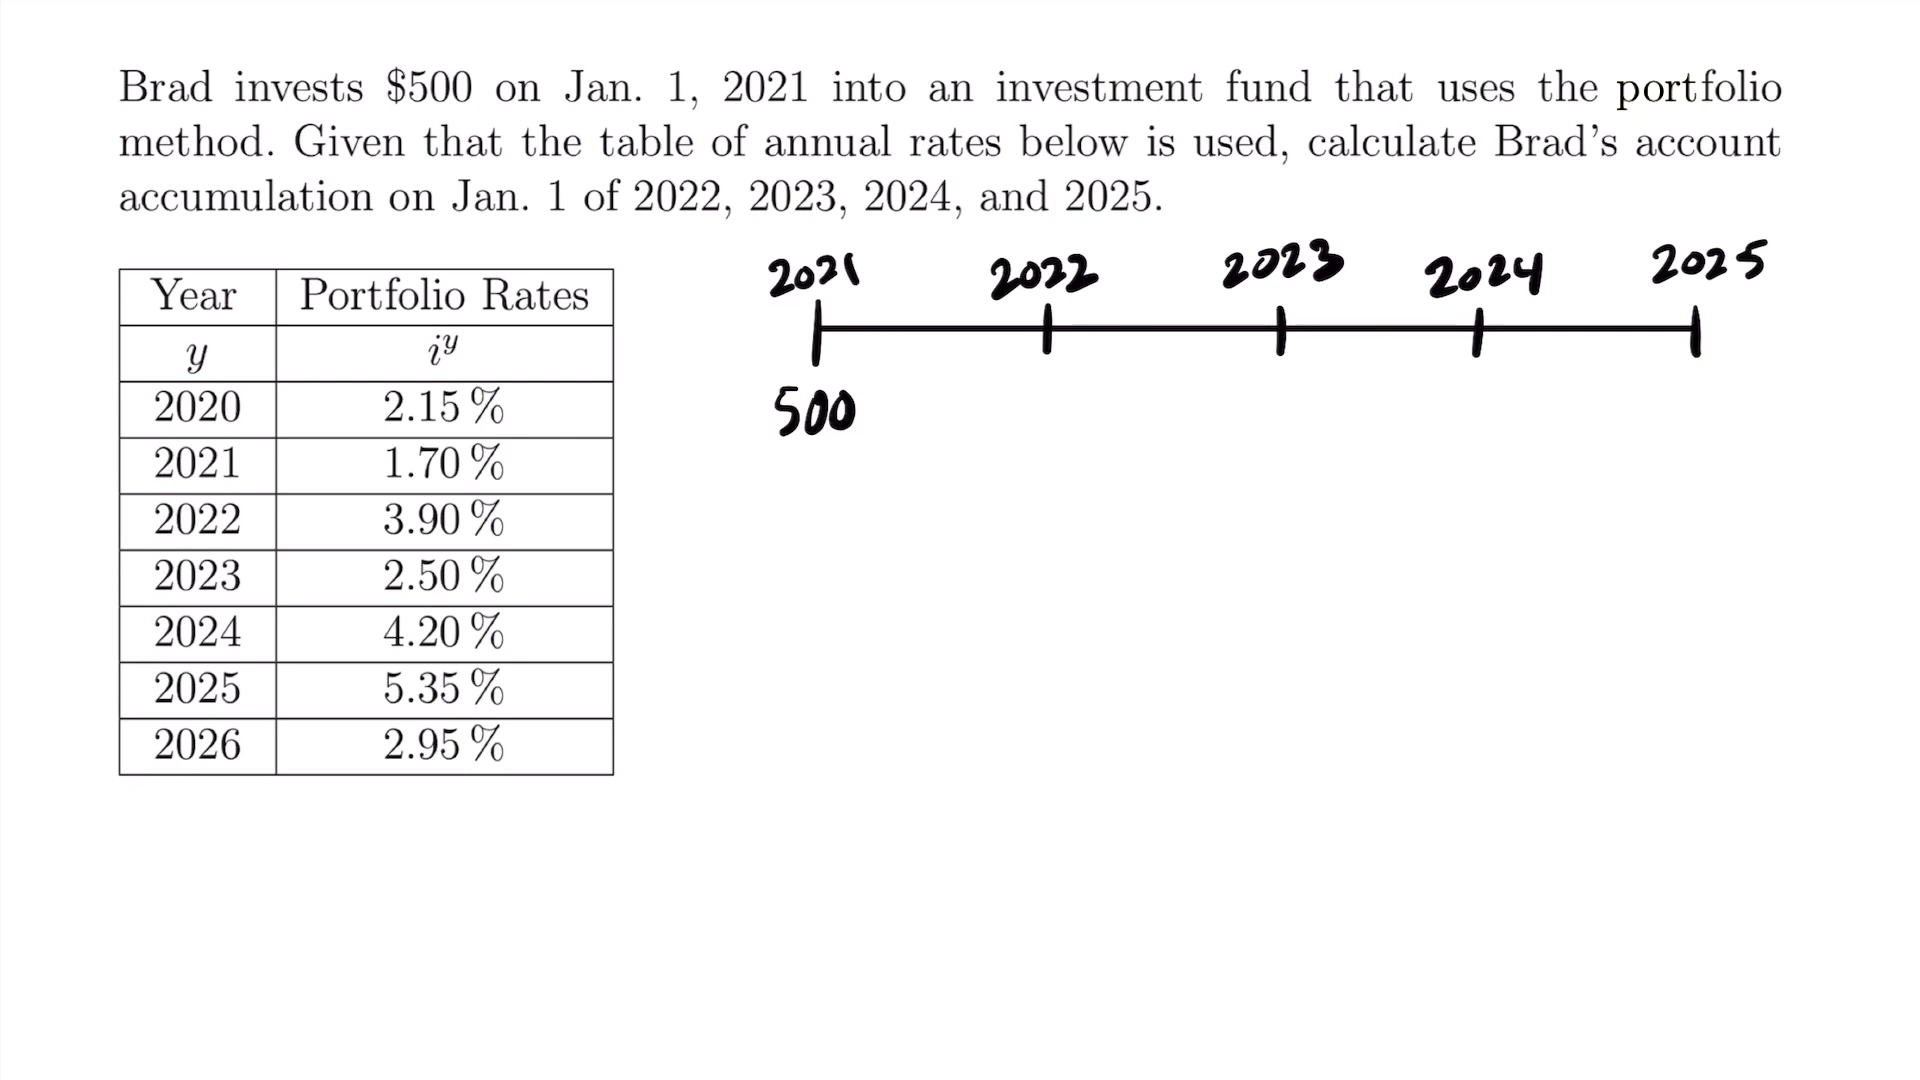 Brad invests $500 on Jan. 1, 2021 into an investment fund that uses the portfolio
method. Given that the table of annual rates below is used, calculate Brad's account
accumulation on Jan. 1 of 2022, 2023, 2024, and 2025.
2021 2022 2023 2024 2025
500
Year Portfolio Rates
y i^y
2020 2.15 %
2021 1.70 %
2022 3.90 %
2023 2.50 %
2024 4.20 %
2025 5.35 %
2026 2.95 %